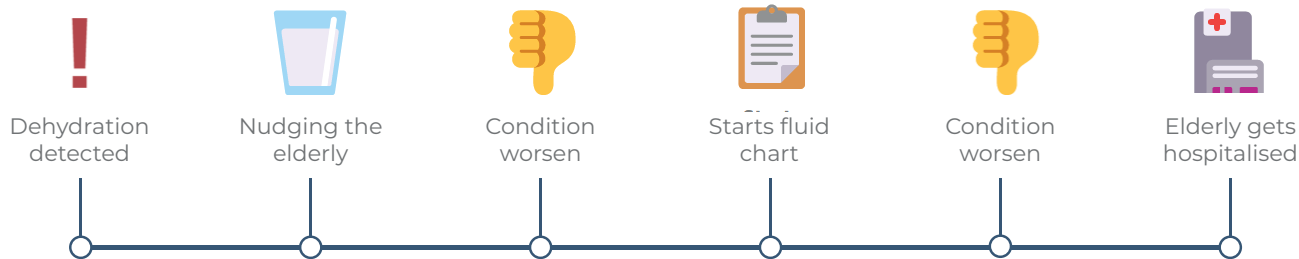 Dehydration
detected
Nudging the
elderly
Condition
worsen
Starts fluid
chart
Condition
worsen
Elderly gets
hospitalised